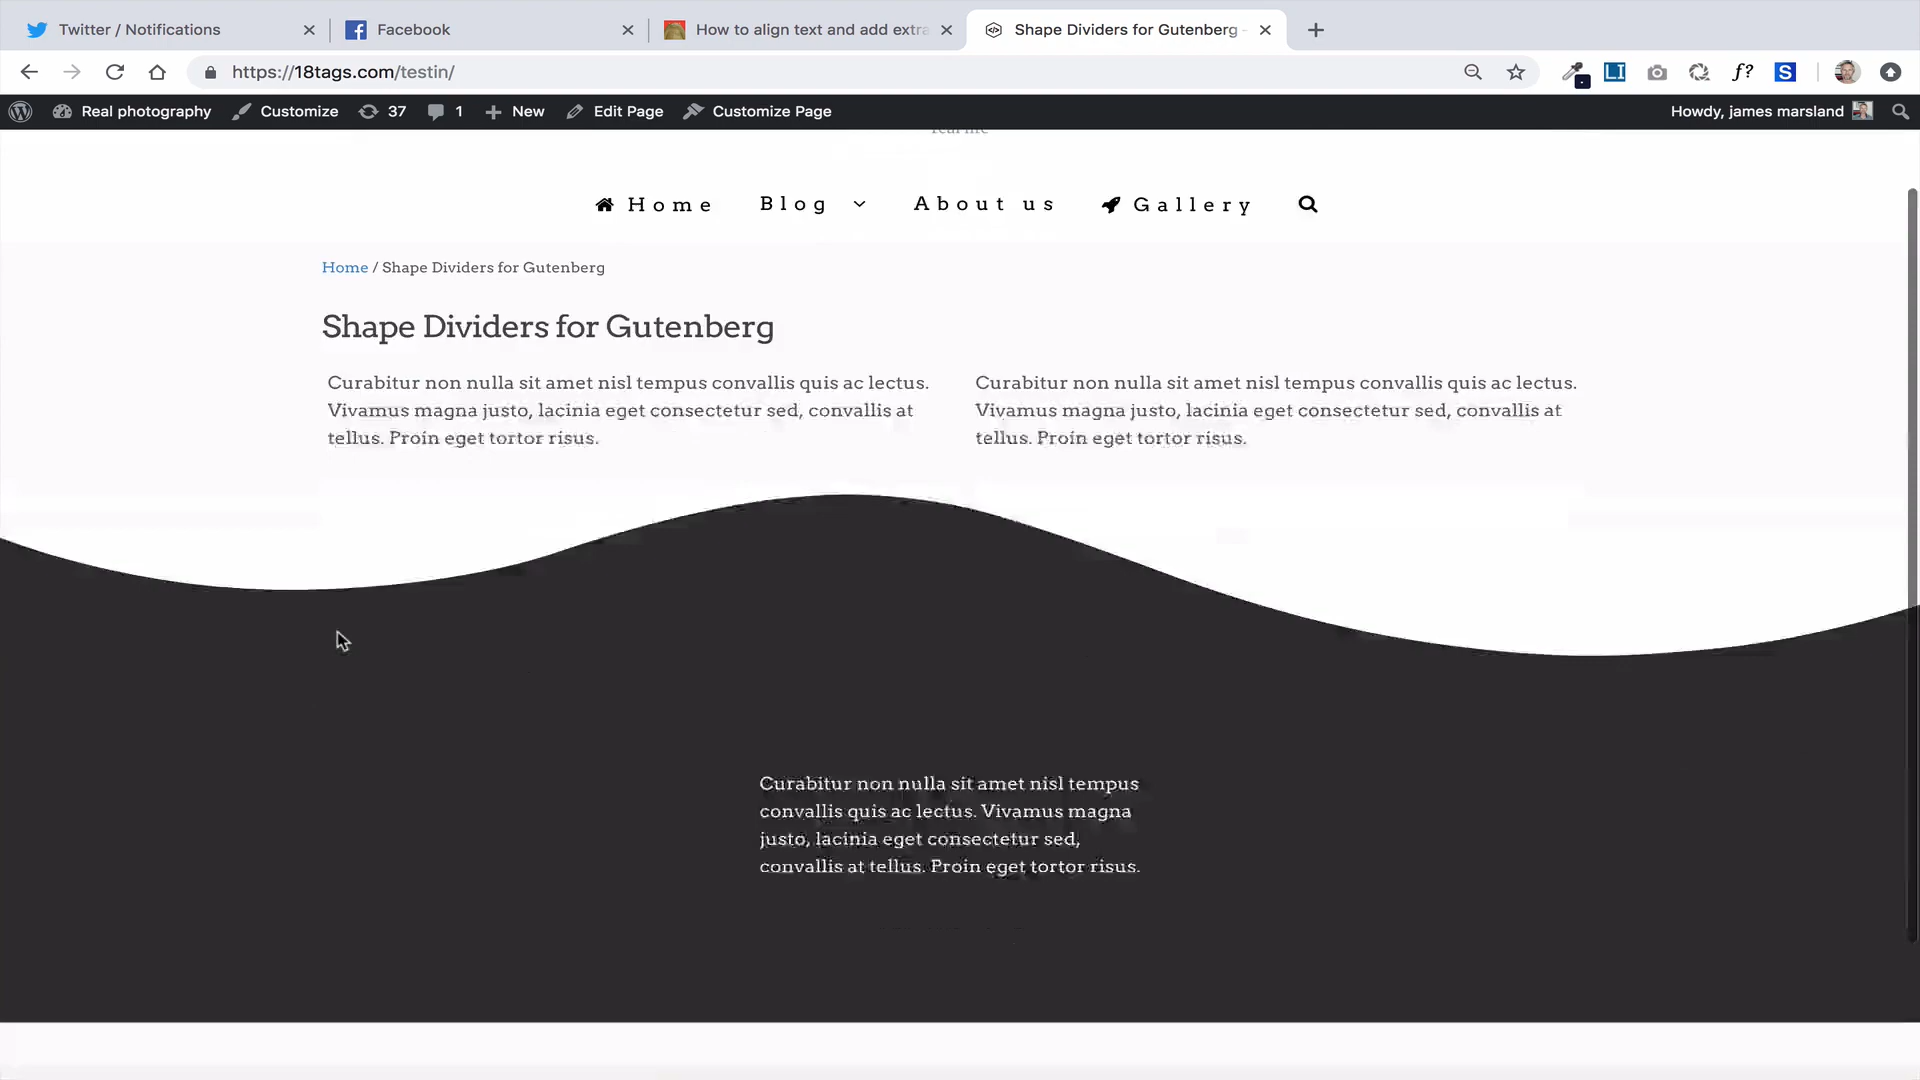 Twitter / Notifications
Facebook
How to align text and add extra
Shape Dividers for Gutenberg -
https://18tags.com/testin/
LI
f?
S
Real photography
Customize
37
1
New
Edit Page
Customize Page
Howdy, james marsland
Home
Blog
About us
Gallery
Home / Shape Dividers for Gutenberg
Shape Dividers for Gutenberg
Curabitur non nulla sit amet nisl tempus convallis quis ac lectus.
Vivamus magna justo, lacinia eget consectetur sed, convallis at
tellus. Proin eget tortor risus.
Curabitur non nulla sit amet nisl tempus convallis quis ac lectus.
Vivamus magna justo, lacinia eget consectetur sed, convallis at
tellus. Proin eget tortor risus.
Curabitur non nulla sit amet nisl tempus
convallis quis ac lectus. Vivamus magna
justo, lacinia eget consectetur sed,
convallis at tellus. Proin eget tortor risus.